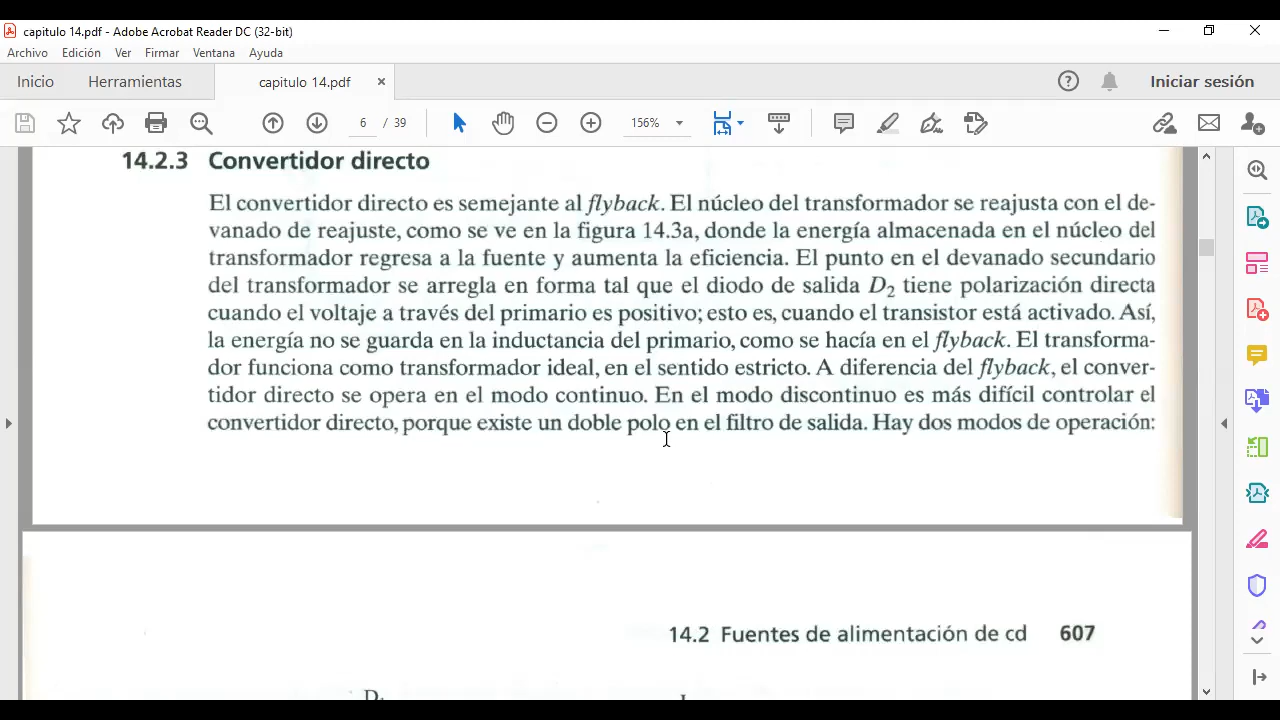 capitulo 14.pdf - Adobe Acrobat Reader DC (32-bit)
Archivo Edición Ver Firmar Ventana Ayuda
Inicio Herramientas capitulo 14.pdf × Iniciar sesión
6 / 39 156%
14.2.3 Convertidor directo
El convertidor directo es semejante al flyback. El núcleo del transformador se reajusta con el de-
vanado de reajuste, como se ve en la figura 14.3a, donde la energía almacenada en el núcleo del
transformador regresa a la fuente y aumenta la eficiencia. El punto en el devanado secundario
del transformador se arregla en forma tal que el diodo de salida D2 tiene polarización directa
cuando el voltaje a través del primario es positivo; esto es, cuando el transistor está activado. Así,
la energía no se guarda en la inductancia del primario, como se hacía en el flyback. El transforma-
dor funciona como transformador ideal, en el sentido estricto. A diferencia del flyback, el conver-
tidor directo se opera en el modo continuo. En el modo discontinuo es más difícil controlar el
convertidor directo, porque existe un doble polo en el filtro de salida. Hay dos modos de operación:
14.2 Fuentes de alimentación de cd 607